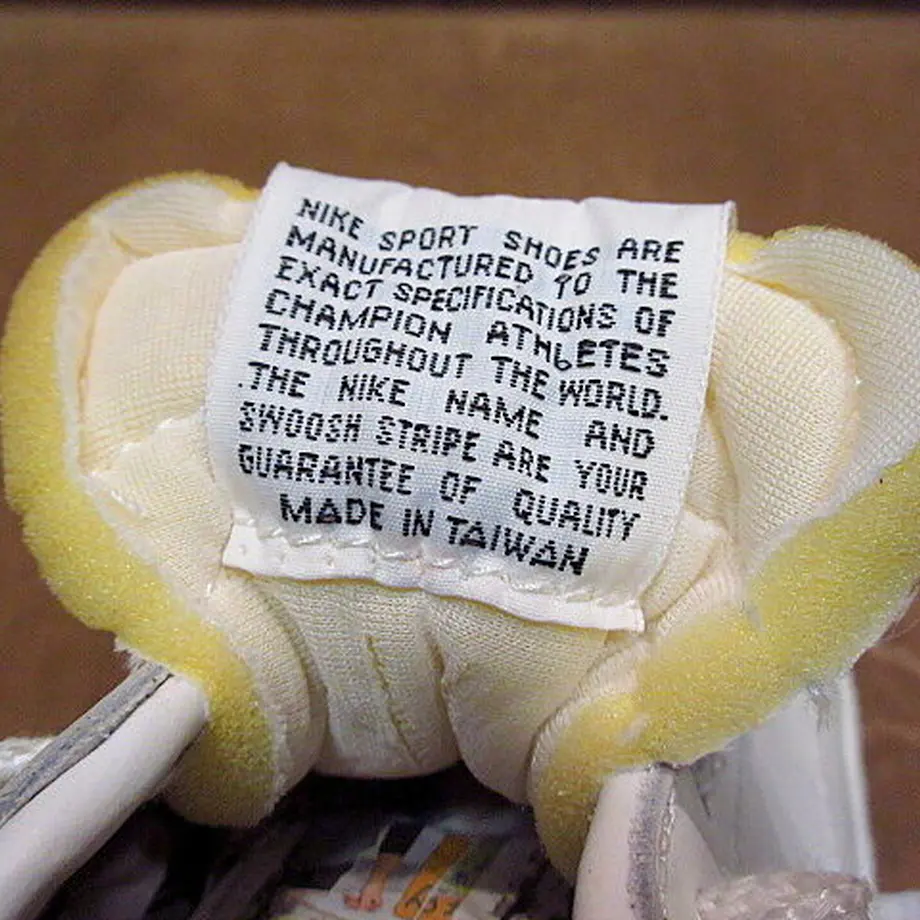 NIKE SPORT SHOES ARE
MANUFACTURED TO THE
EXACT SPECIFICATIONS OF
CHAMPION ATHLETES
THROUGHOUT THE WORLD.
.THE NIKE NAME AND
SWOOSH STRIPE ARE YOUR
GUARANTEE OF QUALITY
MADE IN TAIWAN